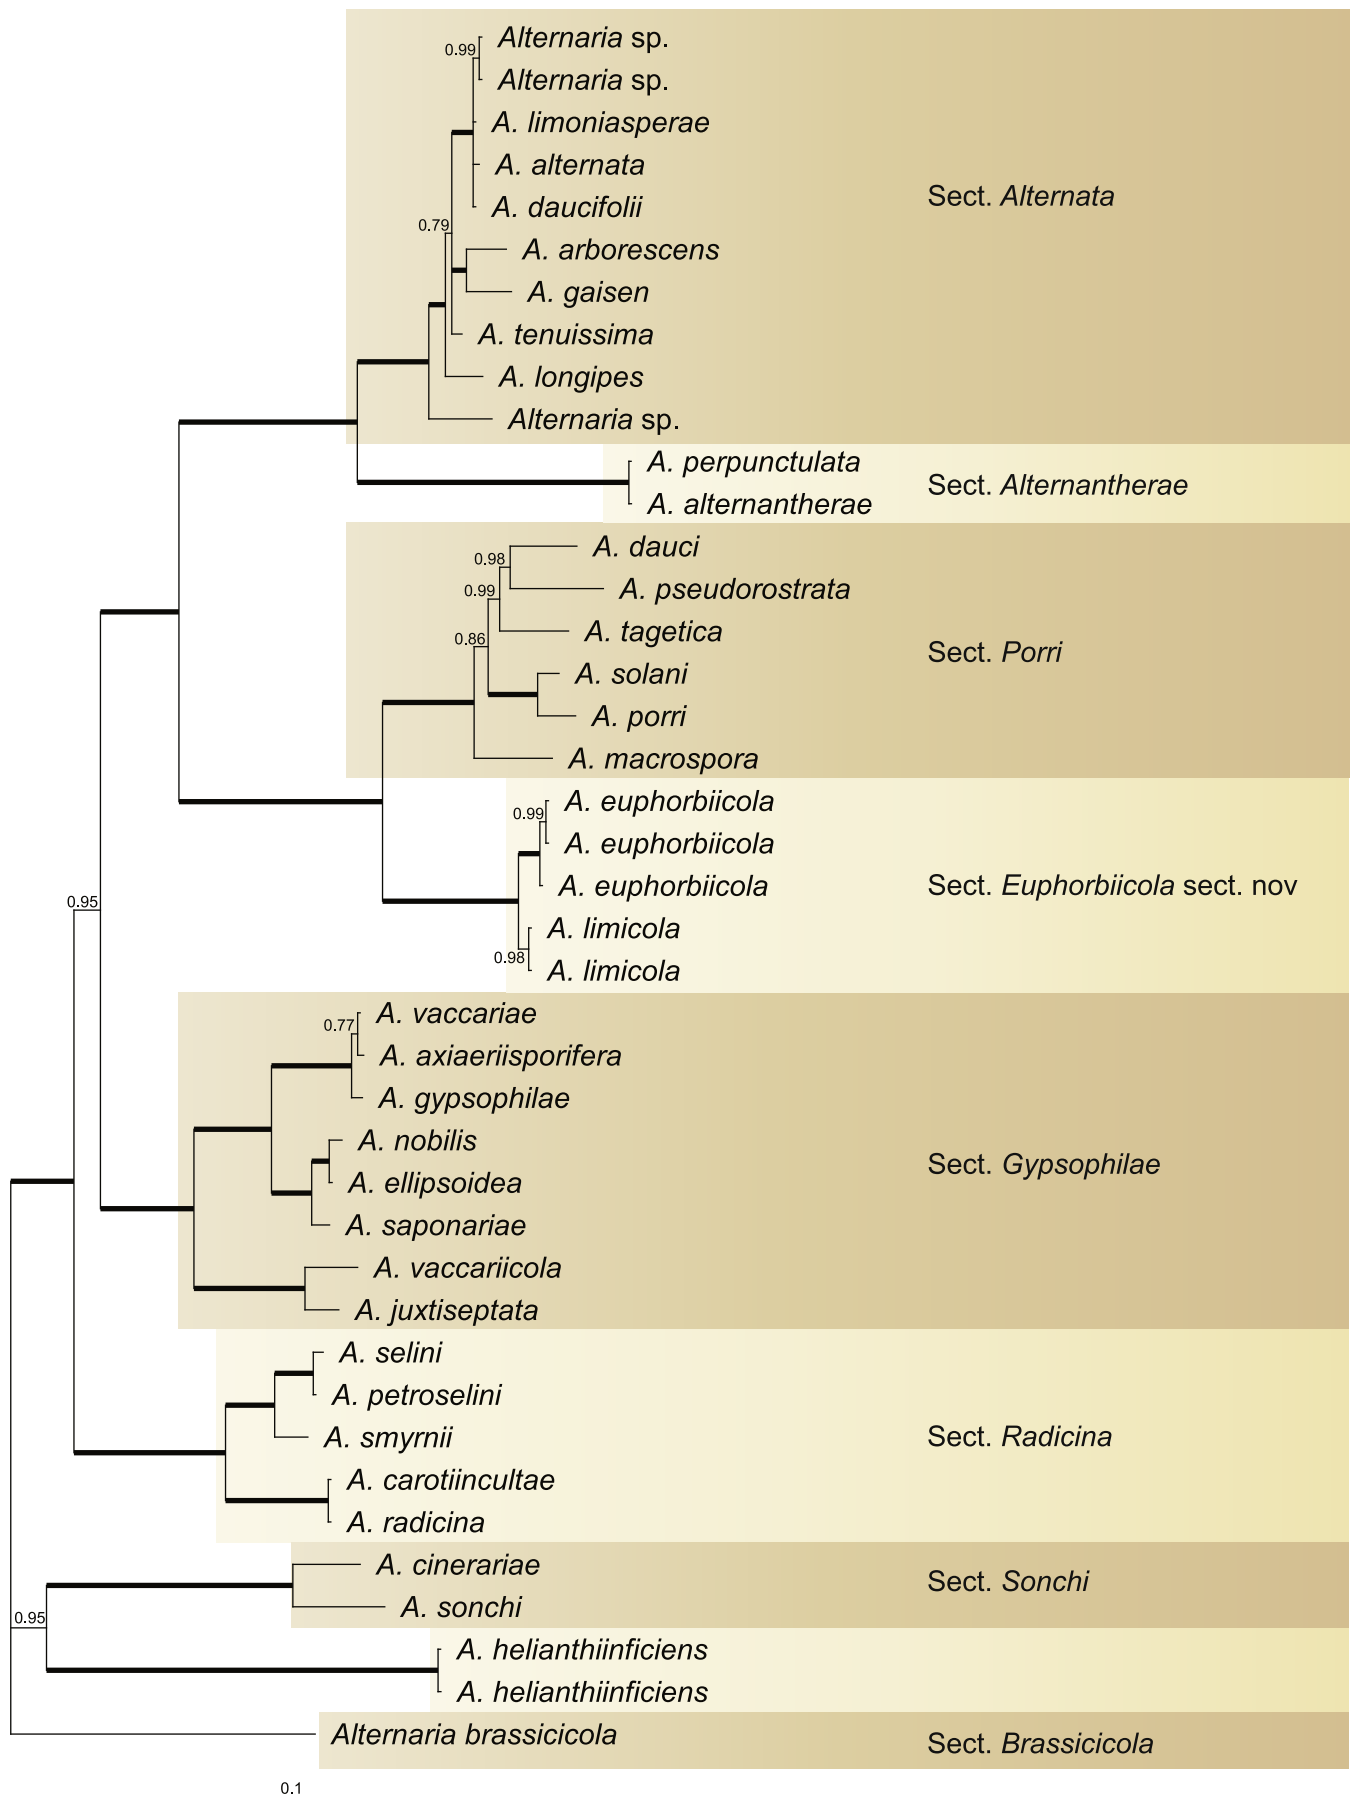 0.99
Alternaria sp.
Alternaria sp.
A. limoniasperae
A. alternata
A. daucifolii
Sect. Alternata
0.79
A. arborescens
A. gaisen
A. tenuissima
A. longipes
Alternaria sp.
A. perpunctulata
A. alternantherae
Sect. Alternantherae
A. dauci
0.98
A. pseudorostrata
0.99
A. tagetica
0.86
Sect. Porri
A. solani
A. porri
A. macrospora
A. euphorbiicola
0.99
A. euphorbiicola
A. euphorbiicola
Sect. Euphorbiicola sect. nov
A. limicola
0.98
A. limicola
0.95
A. vaccariae
0.77
A. axiaeriisporifera
A. gypsophilae
A. nobilis
A. ellipsoidea
Sect. Gypsophilae
A. saponariae
A. vaccariicola
A. juxtiseptata
A. selini
A. petroselini
A. smyrnii
Sect. Radicina
A. carotiincultae
A. radicina
A. cinerariae
Sect. Sonchi
A. sonchi
0.95
A. helianthiinficiens
A. helianthiinficiens
Alternaria brassicicola
Sect. Brassicicola
0.1